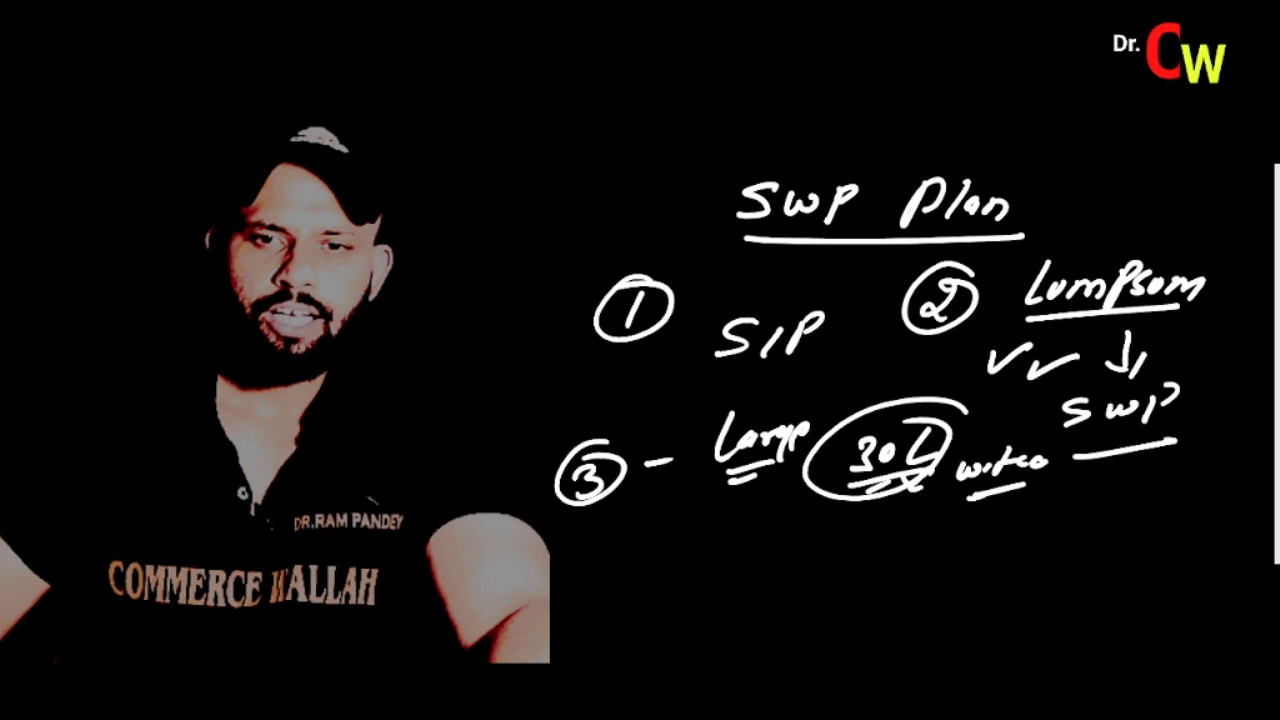 Dr. CW
SWP Plan
① SIP
② Lumpsum
SWP
③ - Large 30L
DR.RAM PANDEY
COMMERCE WALLAH